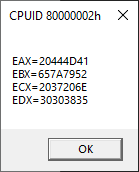 CPUID 80000002h
EAX=20444D41
EBX=657A7952
ECX=2037206E
EDX=30303835
OK